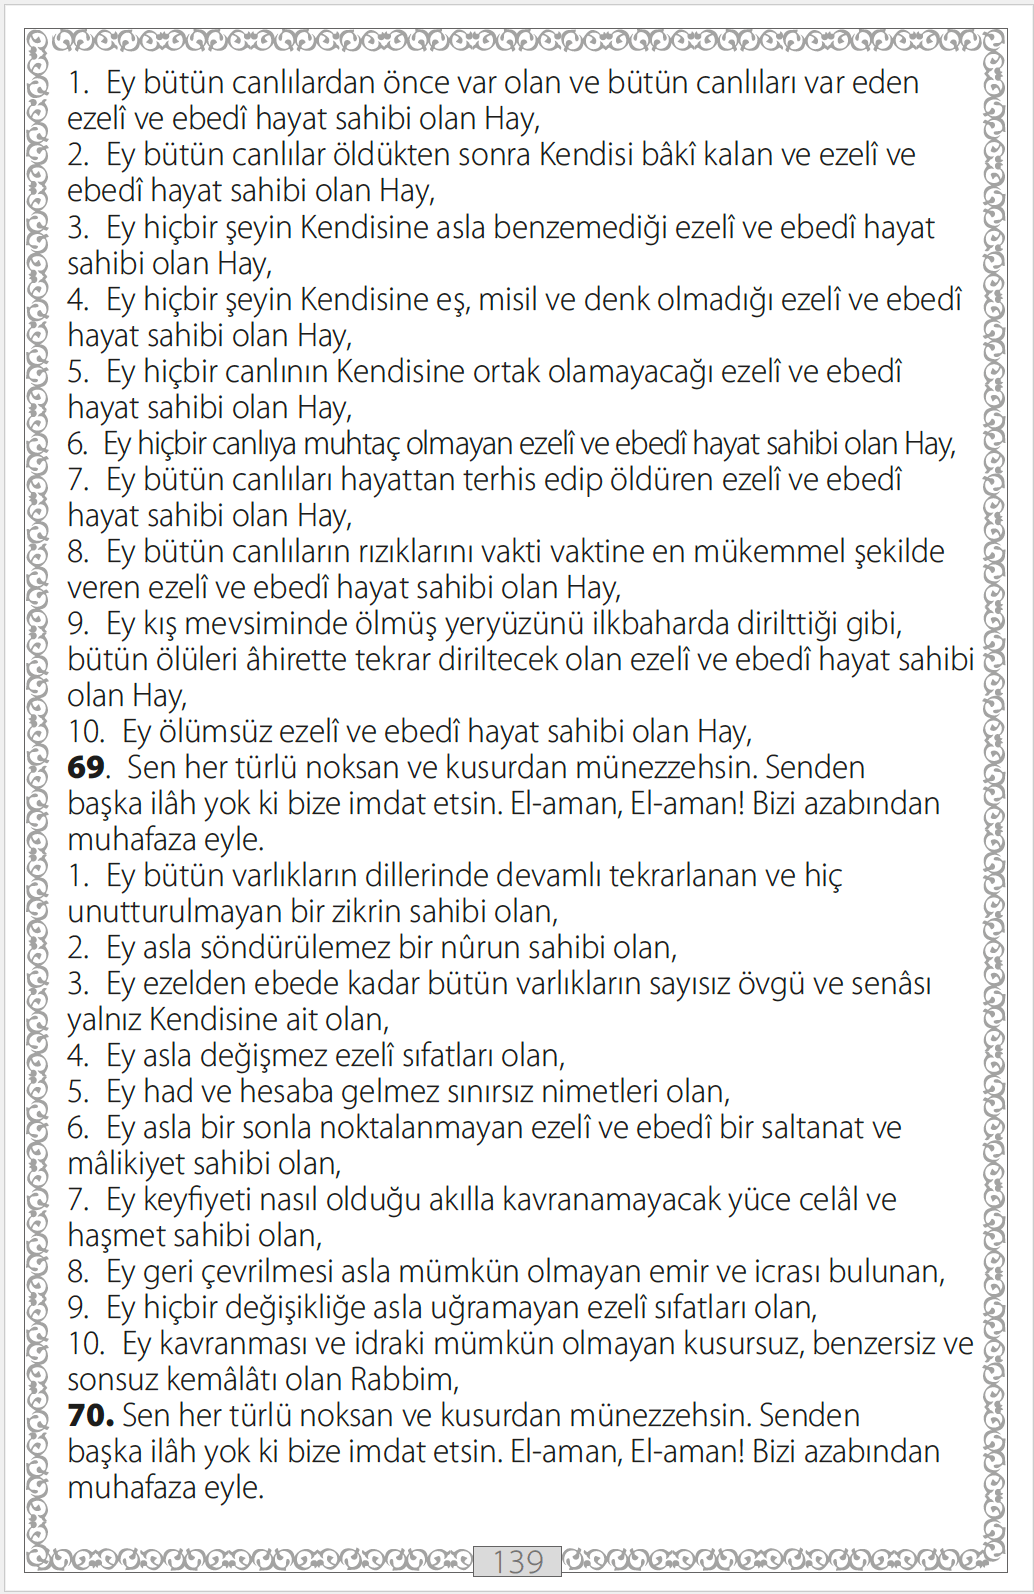 1. Ey bütün canlılardan önce var olan ve bütün canlıları var eden
ezelî ve ebedî hayat sahibi olan Hay,
2. Ey bütün canlılar öldükten sonra Kendisi bâkî kalan ve ezelî ve
ebedî hayat sahibi olan Hay,
3. Ey hiçbir şeyin Kendisine asla benzemediği ezelî ve ebedî hayat
sahibi olan Hay,
4. Ey hiçbir şeyin Kendisine eş, misil ve denk olmadığı ezelî ve ebedî
hayat sahibi olan Hay,
5. Ey hiçbir canlının Kendisine ortak olamayacağı ezelî ve ebedî
hayat sahibi olan Hay,
6. Ey hiçbir canlıya muhtaç olmayan ezelî ve ebedî hayat sahibi olan Hay,
7. Ey bütün canlıları hayattan terhis edip öldüren ezelî ve ebedî
hayat sahibi olan Hay,
8. Ey bütün canlıların rızıklarını vakti vaktine en mükemmel şekilde
veren ezelî ve ebedî hayat sahibi olan Hay,
9. Ey kış mevsiminde ölmüş yeryüzünü ilkbaharda dirilttiği gibi,
bütün ölüleri âhirette tekrar diriltecek olan ezelî ve ebedî hayat sahibi
olan Hay,
10. Ey ölümsüz ezelî ve ebedî hayat sahibi olan Hay,
69. Sen her türlü noksan ve kusurdan münezzehsin. Senden
başka ilâh yok ki bize imdat etsin. El-aman, El-aman! Bizi azabından
muhafaza eyle.
1. Ey bütün varlıkların dillerinde devamlı tekrarlanan ve hiç
unutturulmayan bir zikrin sahibi olan,
2. Ey asla söndürülemez bir nûrun sahibi olan,
3. Ey ezelden ebede kadar bütün varlıkların sayısız övgü ve senâsı
yalnız Kendisine ait olan,
4. Ey asla değişmez ezelî sıfatları olan,
5. Ey had ve hesaba gelmez sınırsız nimetleri olan,
6. Ey asla bir sonla noktalanmayan ezelî ve ebedî bir saltanat ve
mâlikiyet sahibi olan,
7. Ey keyfiyeti nasıl olduğu akılla kavranamayacak yüce celâl ve
haşmet sahibi olan,
8. Ey geri çevrilmesi asla mümkün olmayan emir ve icrası bulunan,
9. Ey hiçbir değişikliğe asla uğramayan ezelî sıfatları olan,
10. Ey kavranması ve idraki mümkün olmayan kusursuz, benzersiz ve
sonsuz kemâlâtı olan Rabbim,
70. Sen her türlü noksan ve kusurdan münezzehsin. Senden
başka ilâh yok ki bize imdat etsin. El-aman, El-aman! Bizi azabından
muhafaza eyle.
139